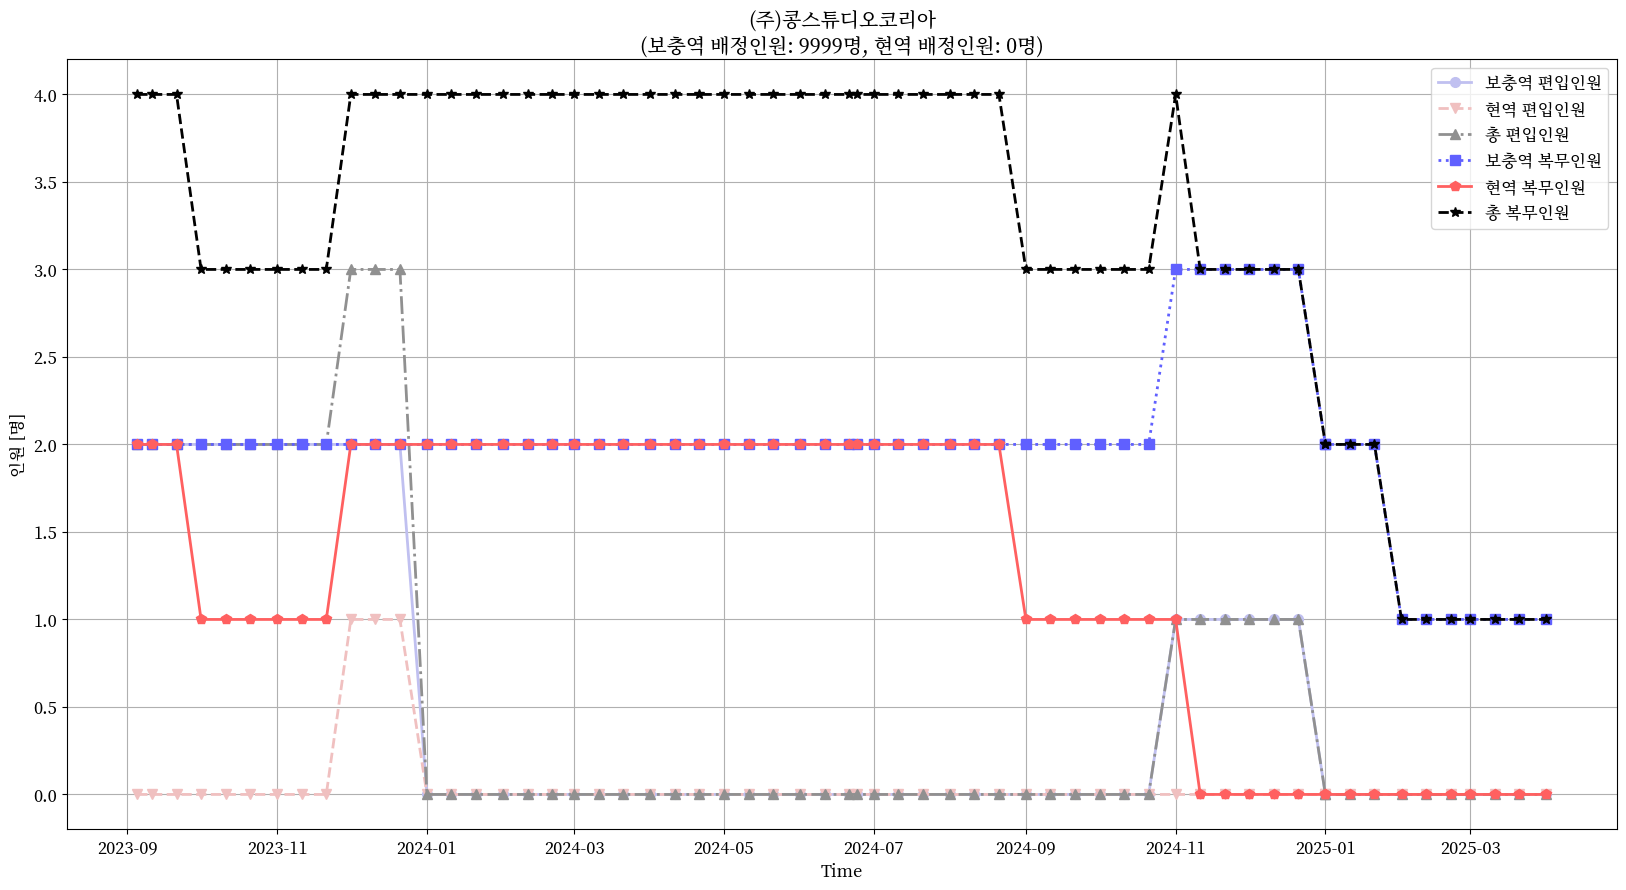 (주)콩스튜디오코리아
(보충역 배정인원: 9999명, 현역 배정인원: 0명)
보충역 편입인원
현역 편입인원
총 편입인원
보충역 복무인원
현역 복무인원
총 복무인원
인원 [명]
4.0
3.5
3.0
2.5
2.0
1.5
1.0
0.5
0.0
2023-09 2023-11 2024-01 2024-03 2024-05 2024-07 2024-09 2024-11 2025-01 2025-03
Time